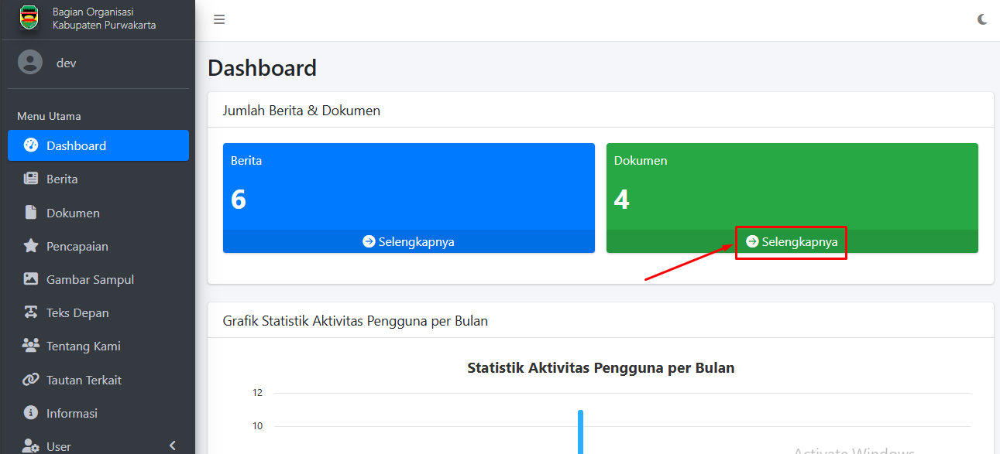 Bagian Organisasi
Kabupaten Purwakarta
dev
Menu Utama
Dashboard
Berita
Dokumen
Pencapaian
Gambar Sampul
Teks Depan
Tentang Kami
Tautan Terkait
Informasi
User
Dashboard
Jumlah Berita & Dokumen
Berita
6
Selengkapnya
Dokumen
4
Selengkapnya
Grafik Statistik Aktivitas Pengguna per Bulan
Statistik Aktivitas Pengguna per Bulan
12
10
Activate Windows